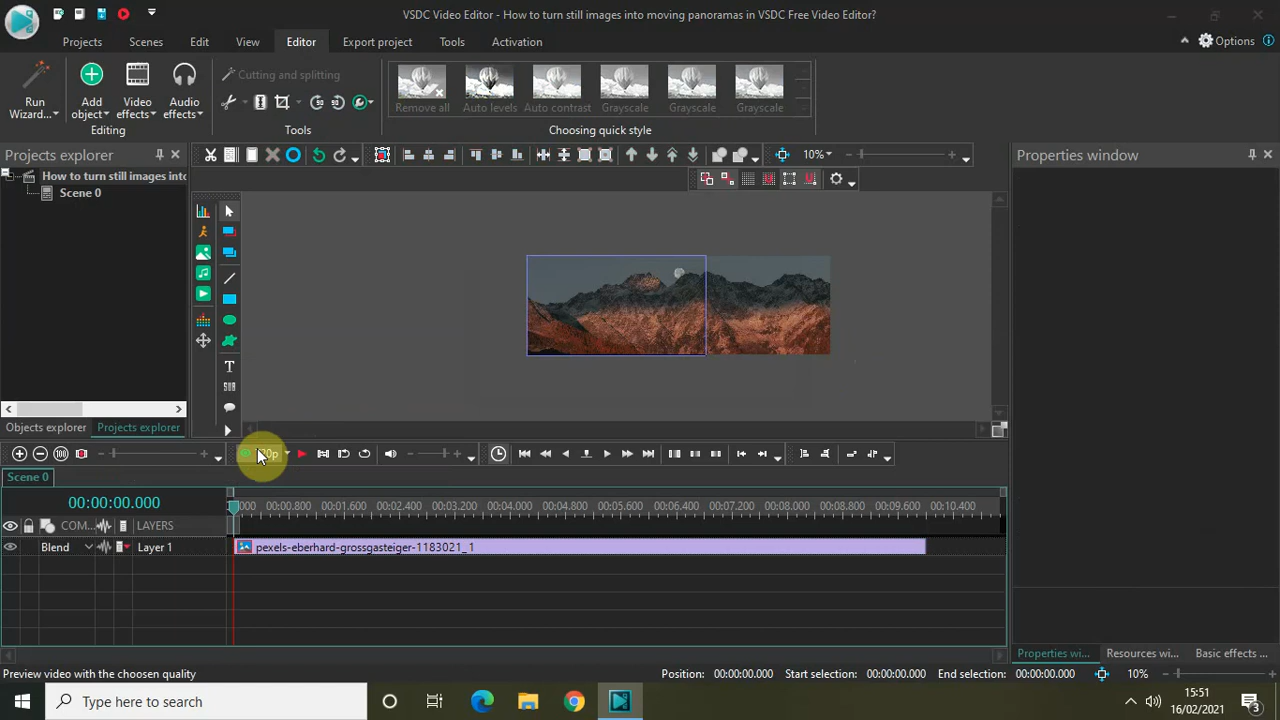 VSDC Video Editor - How to turn still images into moving panoramas in VSDC Free Video Editor?
Projects
Scenes
Edit
View
Editor
Export project
Tools
Activation
Options
Run
Wizard...
Add
object
Video
effects
Audio
effects
Editing
Cutting and splitting
Tools
Remove all
Auto levels
Auto contrast
Grayscale
Grayscale
Grayscale
Choosing quick style
Projects explorer
How to turn still images into
Scene 0
10%
Properties window
T
SUB
Objects explorer
Projects explorer
Scene 0
00:00:00.000
000
00:00.800
00:01.600
00:02.400
00:03.200
00:04.000
00:04.800
00:05.600
00:06.400
00:07.200
00:08.000
00:08.800
00:09.600
00:10.400
COM...
LAYERS
Blend
Layer 1
pexels-eberhard-grossgasteiger-1183021_1
Properties wi...
Resources wi...
Basic effects ...
Preview video with the choosen quality
Position: 00:00:00.000
Start selection: 00:00:00.000
End selection: 00:00:00.000
10%
Type here to search
15:51
16/02/2021
3